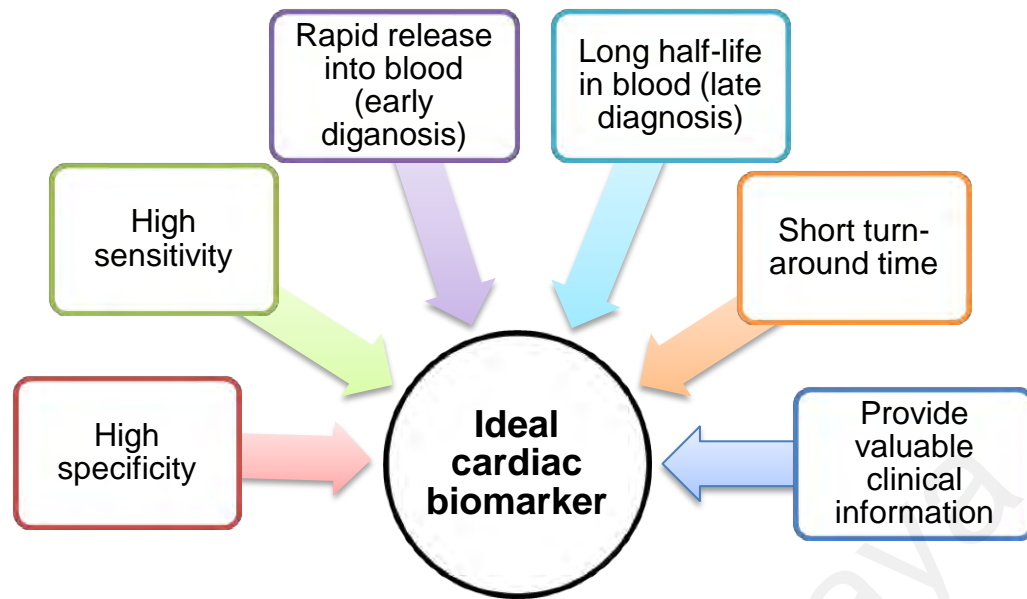 Rapid release
into blood
(early
diganosis)
Long half-life
in blood (late
diagnosis)
High
sensitivity
Short turn-
around time
High
specificity
Ideal
cardiac
biomarker
Provide
valuable
clinical
information
aya